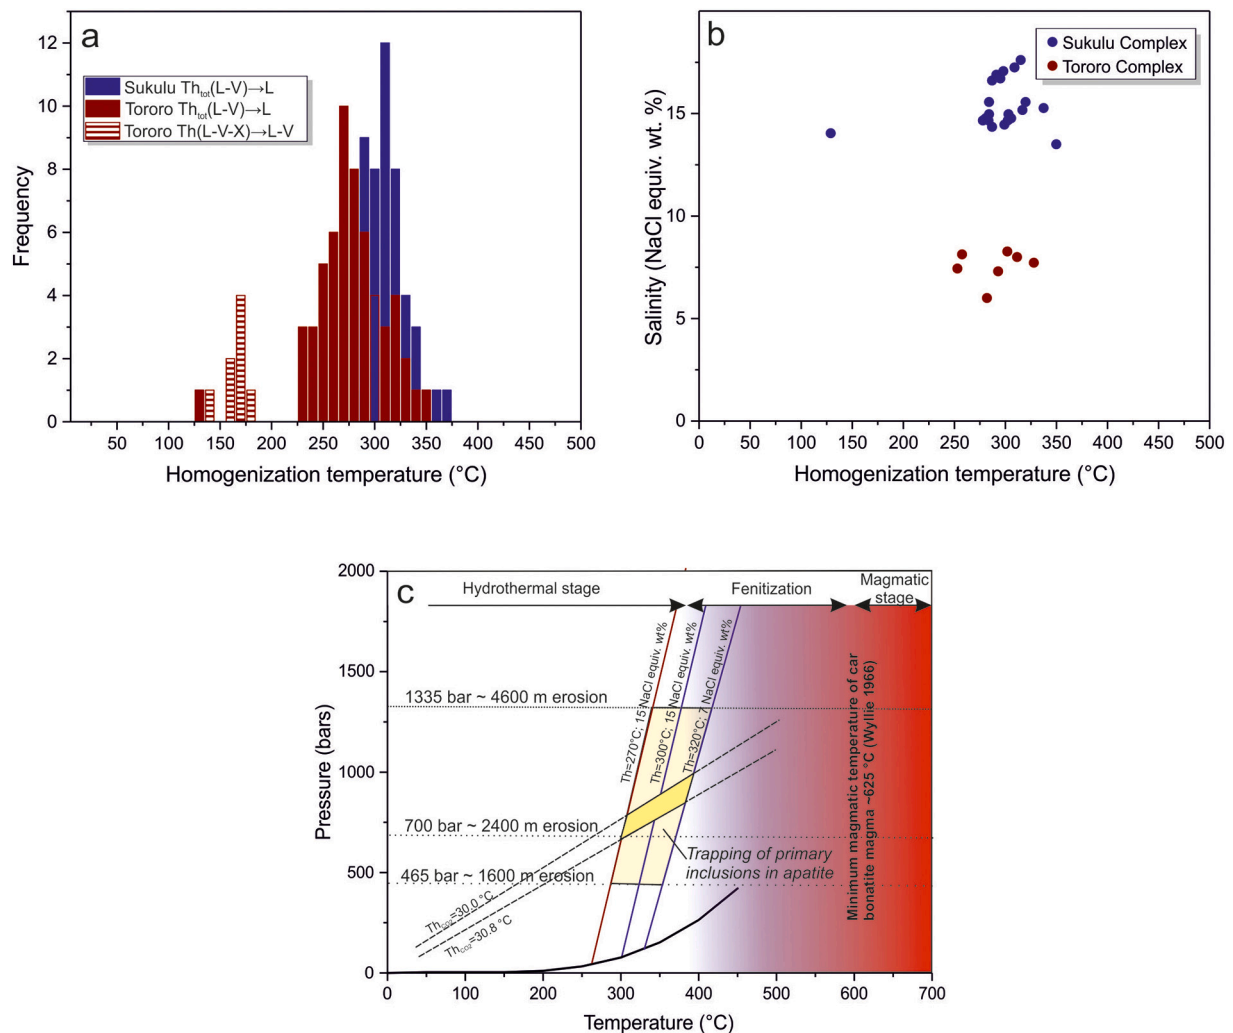 a
12
10
8
6
4
2
0
Frequency
Sukulu Thtot(L-V)→L
Tororo Thtot(L-V)→L
Tororo Th(L-V-X)→L-V
50 100 150 200 250 300 350 400 450 500
Homogenization temperature (°C)
b
15
10
5
0
Salinity (NaCl equiv. wt. %)
Sukulu Complex
Tororo Complex
0 50 100 150 200 250 300 350 400 450 500
Homogenization temperature (°C)
c
2000
1500
1000
500
0
Pressure (bars)
Hydrothermal stage
Fenitization
Magmatic
stage
1335 bar ~ 4600 m erosion
700 bar ~ 2400 m erosion
465 bar ~ 1600 m erosion
Th=270°C; 15 NaCl equiv. wt%
Th=300°C; 15 NaCl equiv. wt%
Th=320°C; 7 NaCl equiv. wt%
ThCO2=30.0 °C
ThCO2=30.8 °C
Trapping of primary
inclusions in apatite
Minimum magmatic temperature of car
bonatite magma ~625 °C (Wyllie 1966)
0 100 200 300 400 500 600 700
Temperature (°C)